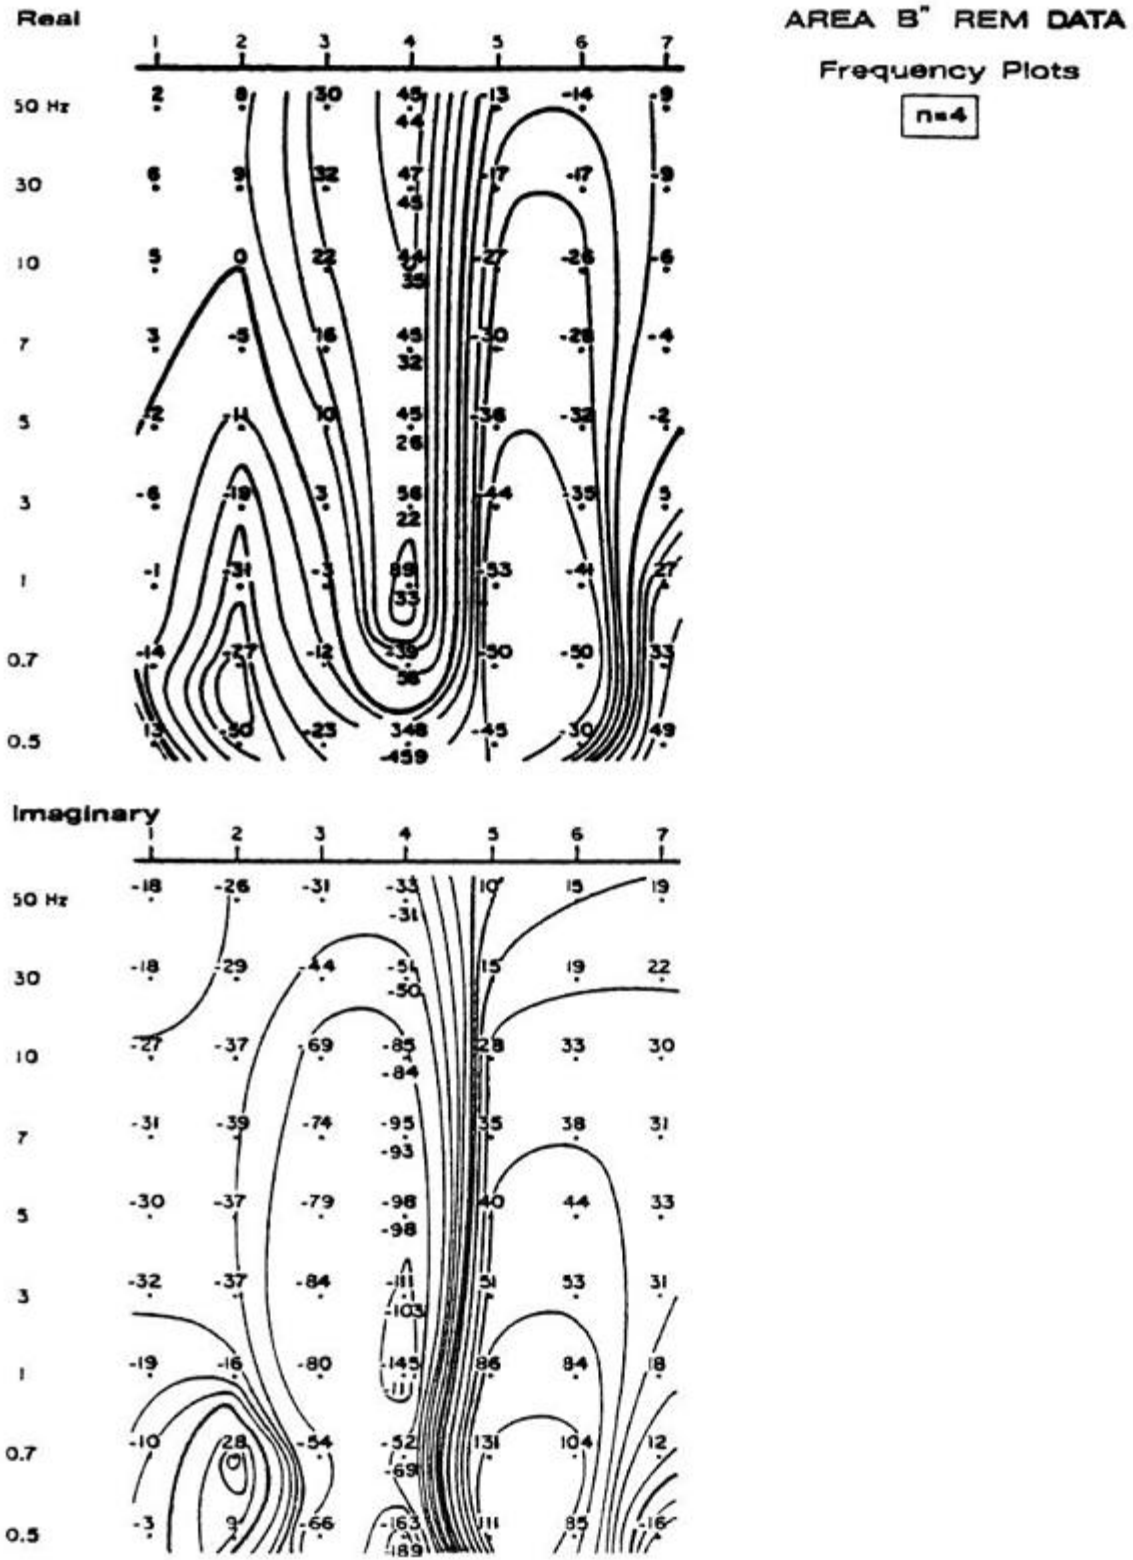 Real
AREA B" REM DATA
Frequency Plots
n=4
1 2 3 4 5 6 7
50 Hz 2 8 30 45 -13 -14 -9
44
30 6 9 32 47 -17 -17 -9
45
10 5 0 22 44 -27 -26 -6
35
7 3 -5 16 45 -30 -28 -4
32
5 -2 -11 10 45 -36 -32 -2
26
3 -6 -19 3 56 -44 -35 5
22
1 -1 -31 -3 89 -53 -41 27
33
0.7 -14 -27 -12 -39 -50 -50 33
58
0.5 13 -50 -23 348 -45 -30 49
-459
Imaginary
1 2 3 4 5 6 7
50 Hz -18 -26 -31 -33 10 15 19
-31
30 -18 -29 -44 -51 15 19 22
-50
10 -27 -37 -69 -85 28 33 30
-84
7 -31 -39 -74 -95 35 38 31
-93
5 -30 -37 -79 -98 40 44 33
-98
3 -32 -37 -84 -111 51 53 31
-103
1 -19 -16 -80 -145 86 84 18
-111
0.7 -10 28 -54 -52 131 104 12
-69
0.5 -3 9 -66 -163 111 85 -16
-189